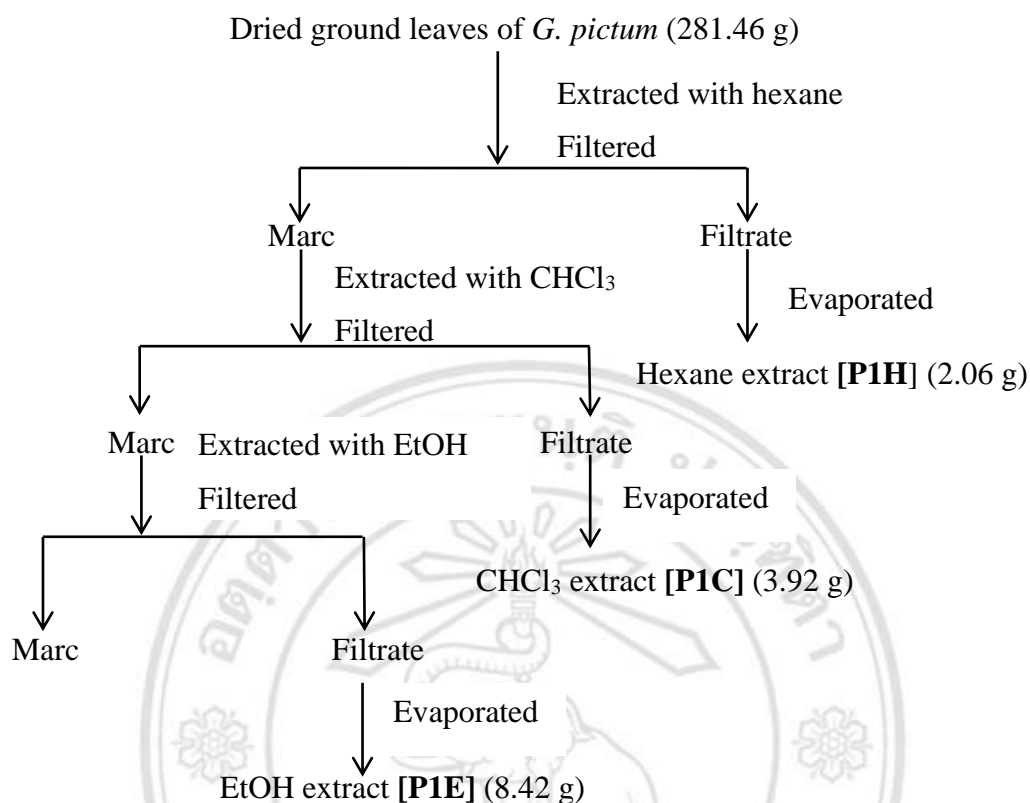 Dried ground leaves of G. pictum (281.46 g)
Extracted with hexane
Filtered
Marc
Filtrate
Extracted with CHCl₃
Evaporated
Filtered
Hexane extract [P1H] (2.06 g)
Marc
Extracted with EtOH
Filtrate
Filtered
Evaporated
CHCl₃ extract [P1C] (3.92 g)
Marc
Filtrate
Evaporated
EtOH extract [P1E] (8.42 g)